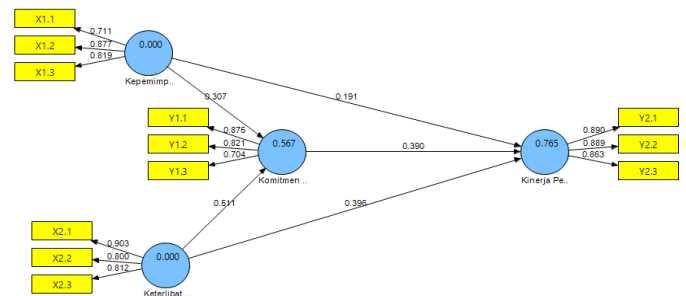 X1.1
0.711
X1.2
0.877
X1.3
0.819
0.000
Kepemimp..
0.307
0.191
Y1.1
0.875
Y1.2
0.821
Y1.3
0.704
0.567
Komitmen ..
0.390
0.765
Kinerja Pe..
Y2.1
0.890
Y2.2
0.889
Y2.3
0.863
0.511
0.396
X2.1
0.903
X2.2
0.800
X2.3
0.812
0.000
Keterlibat..